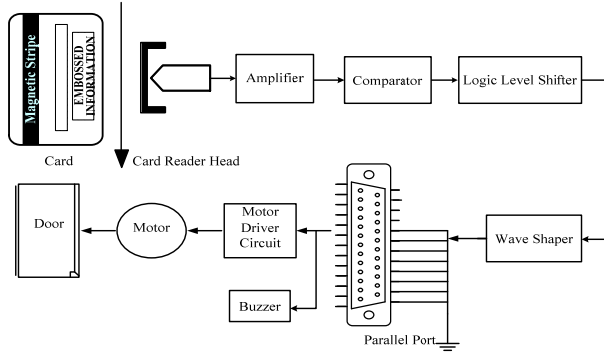 Magnetic Stripe
EMBOSSED
INFORMATION
Amplifier
Comparator
Logic Level Shifter
Card
Card Reader Head
Door
Motor
Motor
Driver
Circuit
Wave Shaper
Buzzer
Parallel Port